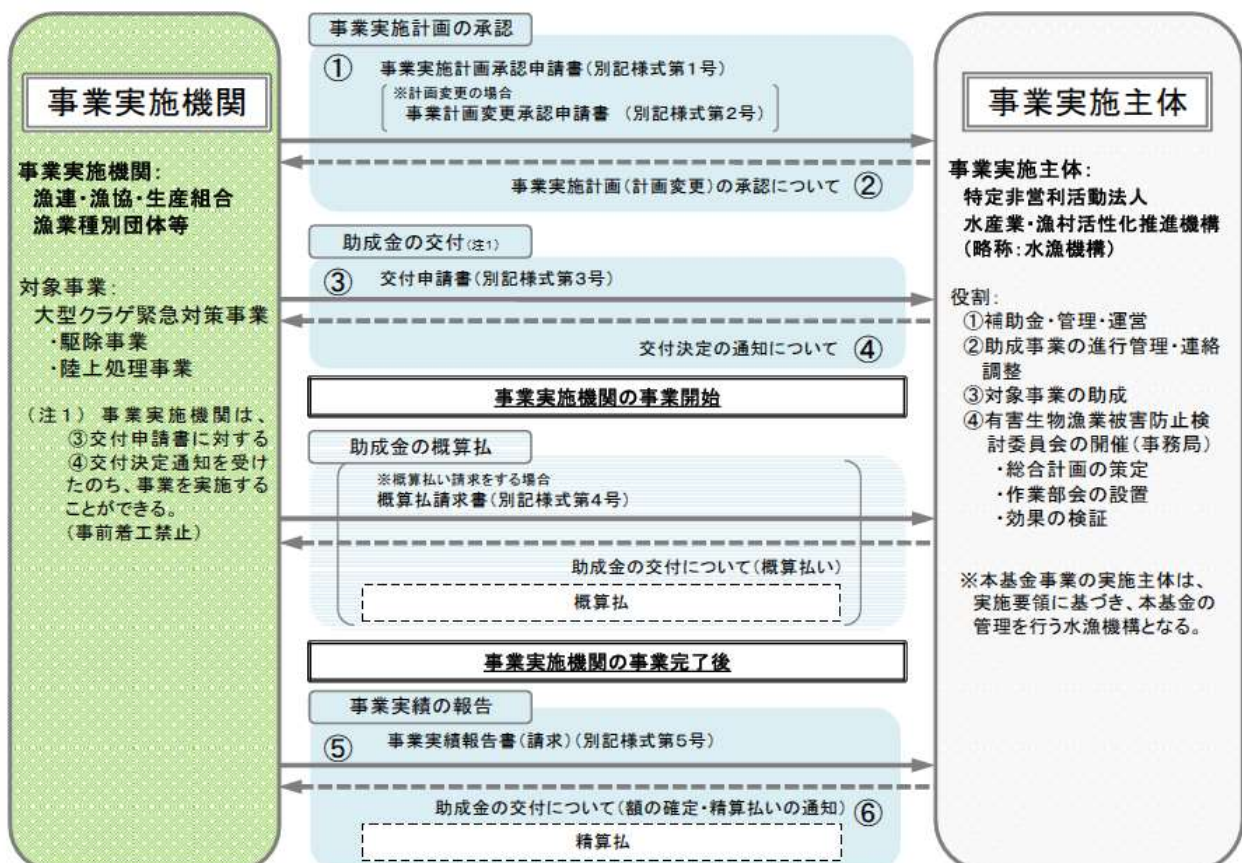 事業実施機関
事業実施機関:
漁連・漁協・生産組合
漁業種別団体等
対象事業:
大型クラゲ緊急対策事業
・駆除事業
・陸上処理事業
(注1) 事業実施機関は、
③交付申請書に対する
④交付決定通知を受け
たのち、事業を実施する
ことができる。
(事前着工禁止)
事業実施計画の承認
① 事業実施計画承認申請書(別記様式第1号)
※計画変更の場合
事業計画変更承認申請書 (別記様式第2号)
事業実施計画(計画変更)の承認について ②
助成金の交付(注1)
③ 交付申請書(別記様式第3号)
交付決定の通知について ④
事業実施機関の事業開始
助成金の概算払
※概算払い請求をする場合
概算払請求書(別記様式第4号)
助成金の交付について(概算払い)
概算払
事業実施機関の事業完了後
事業実績の報告
⑤ 事業実績報告書(請求)(別記様式第5号)
助成金の交付について(額の確定・精算払いの通知) ⑥
精算払
事業実施主体
事業実施主体:
特定非営利活動法人
水産業・漁村活性化推進機構
(略称:水漁機構)
役割:
①補助金・管理・運営
②助成事業の進行管理・連絡
調整
③対象事業の助成
④有害生物漁業被害防止検
討委員会の開催(事務局)
・総合計画の策定
・作業部会の設置
・効果の検証
※本基金事業の実施主体は、
実施要領に基づき、本基金の
管理を行う水漁機構となる。